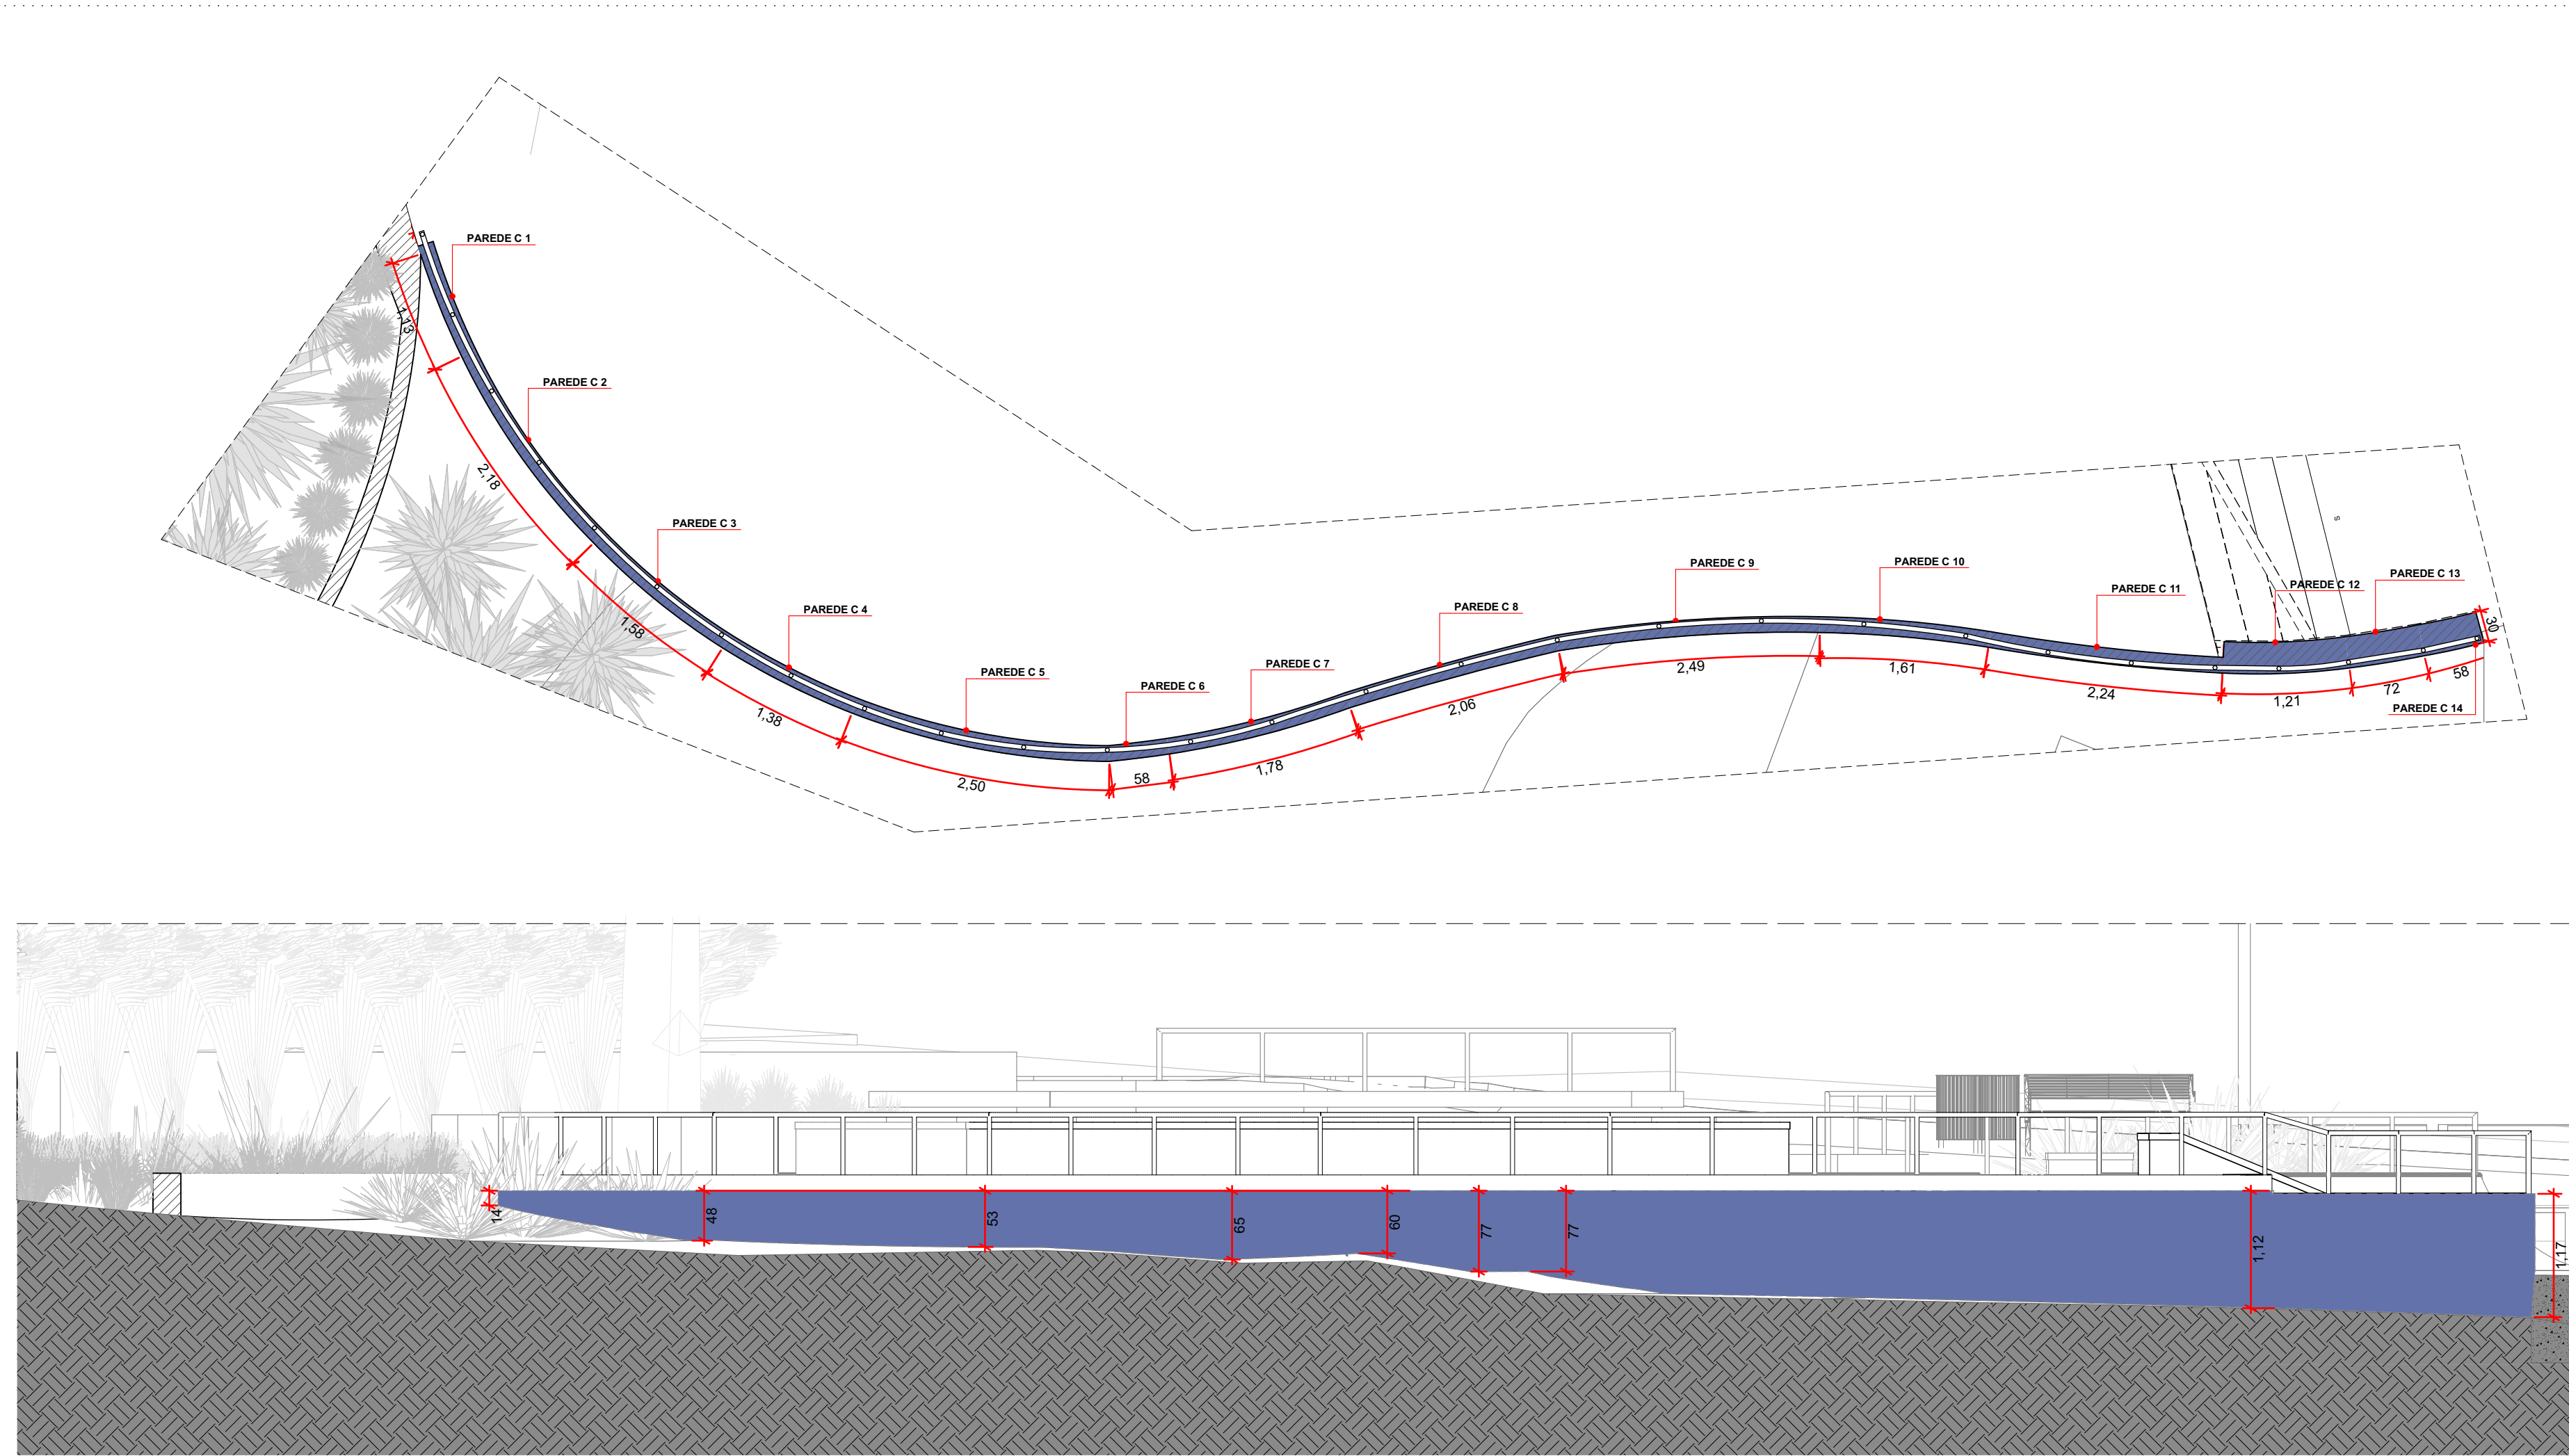 PAREDE C 1
PAREDE C 2
PAREDE C 3
PAREDE C 4
PAREDE C 5
PAREDE C 6
PAREDE C 7
PAREDE C 8
PAREDE C 9
PAREDE C 10
PAREDE C 11
PAREDE C 12
PAREDE C 13
PAREDE C 14
1,13
2,18
1,58
1,38
2,50
58
1,78
2,06
2,49
1,61
2,24
1,21
72
58
30
S
14
48
53
65
60
77
77
1,12
1,17